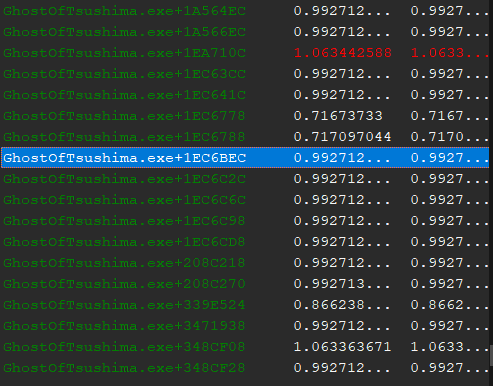 GhostOfTsushima.exe+1A564EC 0.992712... 0.9927...
GhostOfTsushima.exe+1A566EC 0.992712... 0.9927...
GhostOfTsushima.exe+1EA710C 1.063442588 1.0633...
GhostOfTsushima.exe+1EC63CC 0.992712... 0.9927...
GhostOfTsushima.exe+1EC641C 0.992712... 0.9927...
GhostOfTsushima.exe+1EC6778 0.71673733 0.7167...
GhostOfTsushima.exe+1EC6788 0.717097044 0.7170...
GhostOfTsushima.exe+1EC6BEC 0.992712... 0.9927...
GhostOfTsushima.exe+1EC6C2C 0.992712... 0.9927...
GhostOfTsushima.exe+1EC6C6C 0.992712... 0.9927...
GhostOfTsushima.exe+1EC6C98 0.992712... 0.9927...
GhostOfTsushima.exe+1EC6CD8 0.992712... 0.9927...
GhostOfTsushima.exe+208C218 0.992712... 0.9927...
GhostOfTsushima.exe+208C270 0.992713... 0.9927...
GhostOfTsushima.exe+339E524 0.866238... 0.8662...
GhostOfTsushima.exe+3471938 0.992712... 0.9927...
GhostOfTsushima.exe+348CF08 1.063363671 1.0633...
GhostOfTsushima.exe+348CF28 0.992712... 0.9927...